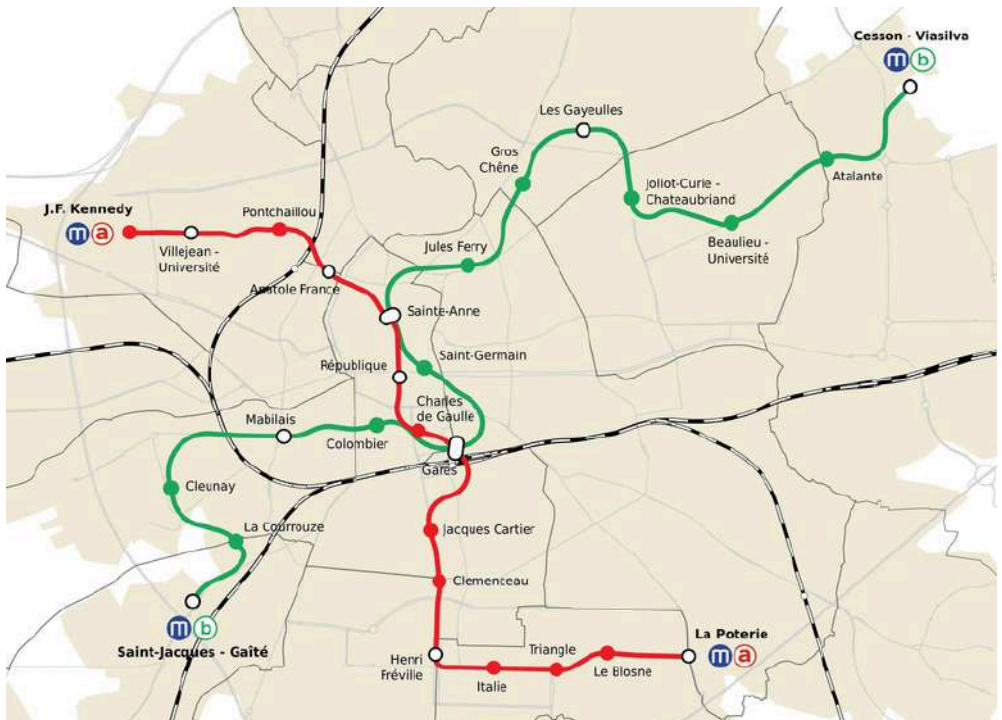 Cesson - Viasilva
m b
Les Gayeulles
Gros
Chêne
Joliot-Curie -
Chateaubriand
Atalante
J.F. Kennedy
m a
Pontchaillou
Villejean -
Université
Jules Ferry
Beaulieu -
Université
Anatole France
Sainte-Anne
Saint-Germain
République
Charles
de Gaulle
Mabilais
Colombier
Gares
Cleunay
La Courrouze
Jacques Cartier
Clemenceau
m b
Saint-Jacques - Gaîté
La Poterie
m a
Henri
Fréville
Triangle
Italie
Le Blosne